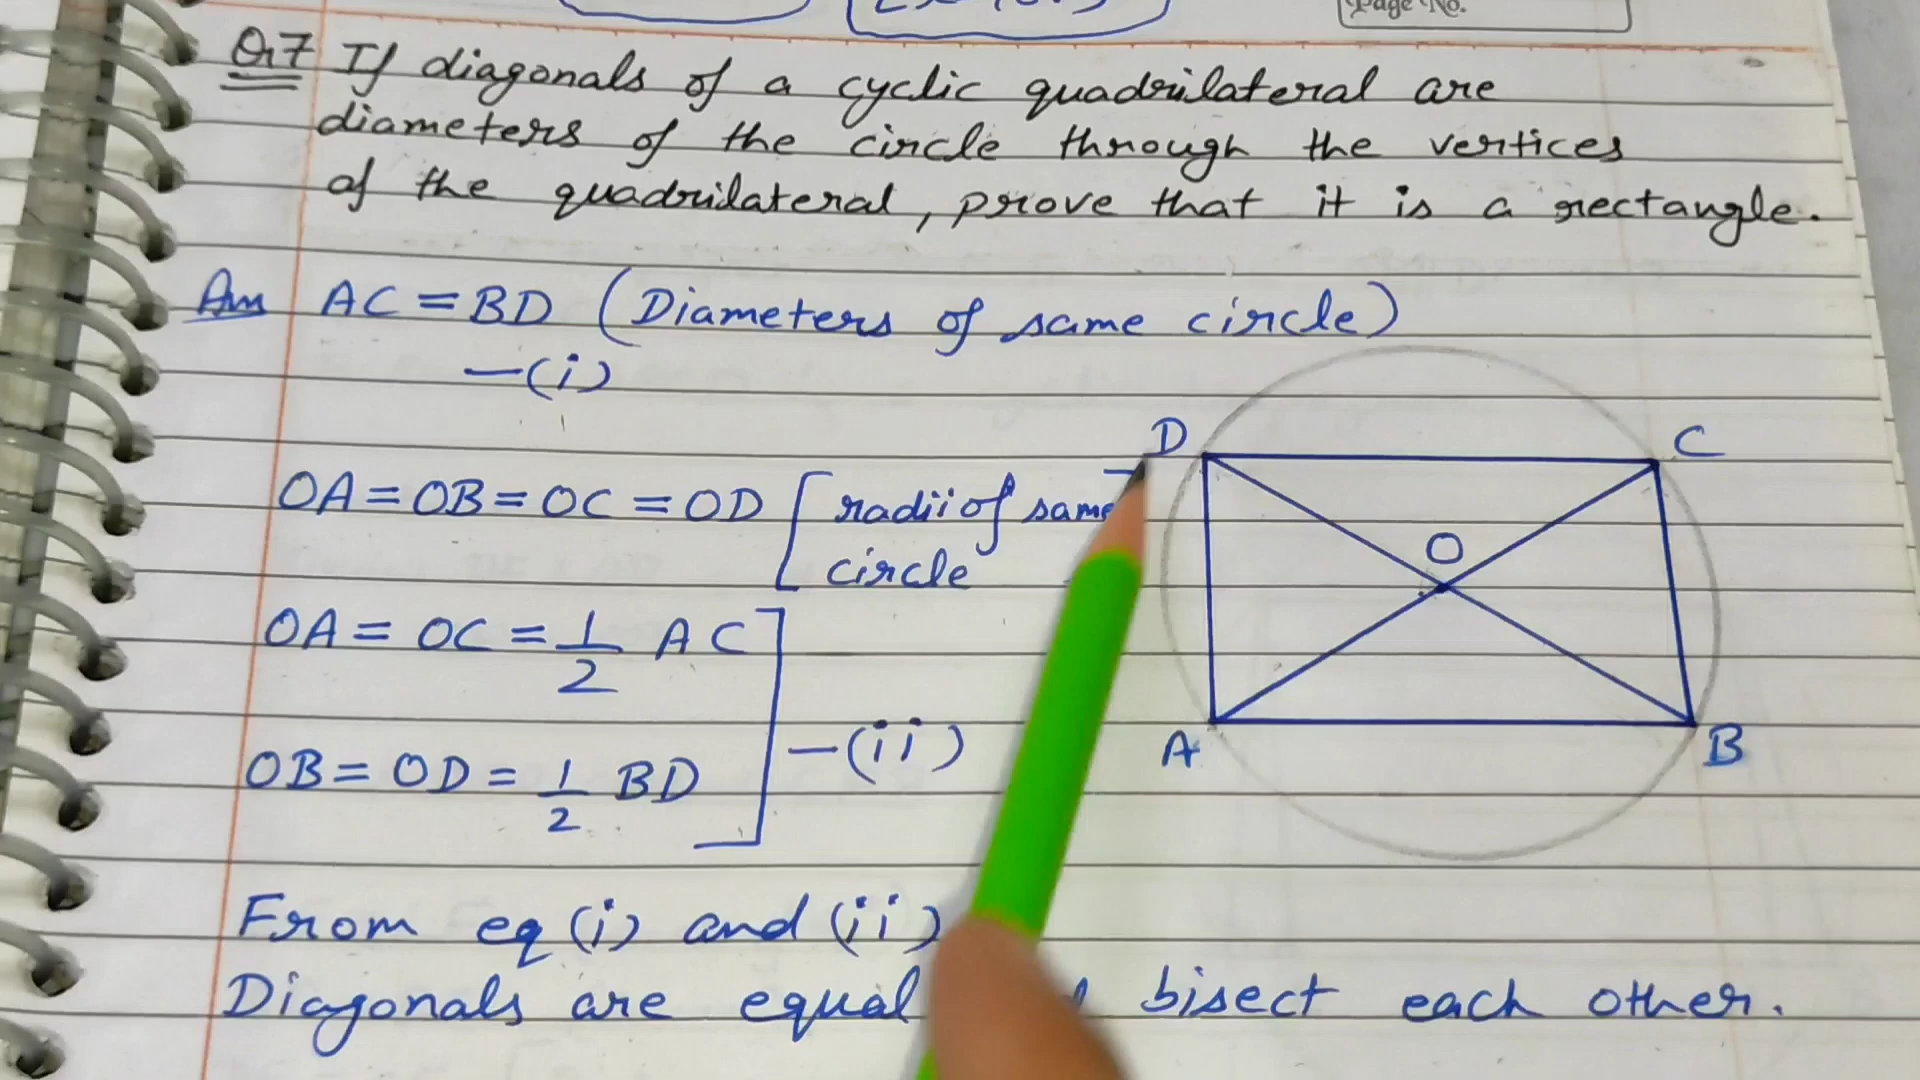 Page No.
Q.7 If diagonals of a cyclic quadrilateral are
diameters of the circle through the vertices
of the quadrilateral, prove that it is a rectangle.
Ans AC = BD (Diameters of same circle)
—(i)
D C
OA = OB = OC = OD [radii of same
circle
O
OA = OC = 1/2 AC
OB = OD = 1/2 BD ] —(ii)
A B
From eq (i) and (ii)
Diagonals are equal bisect each other.